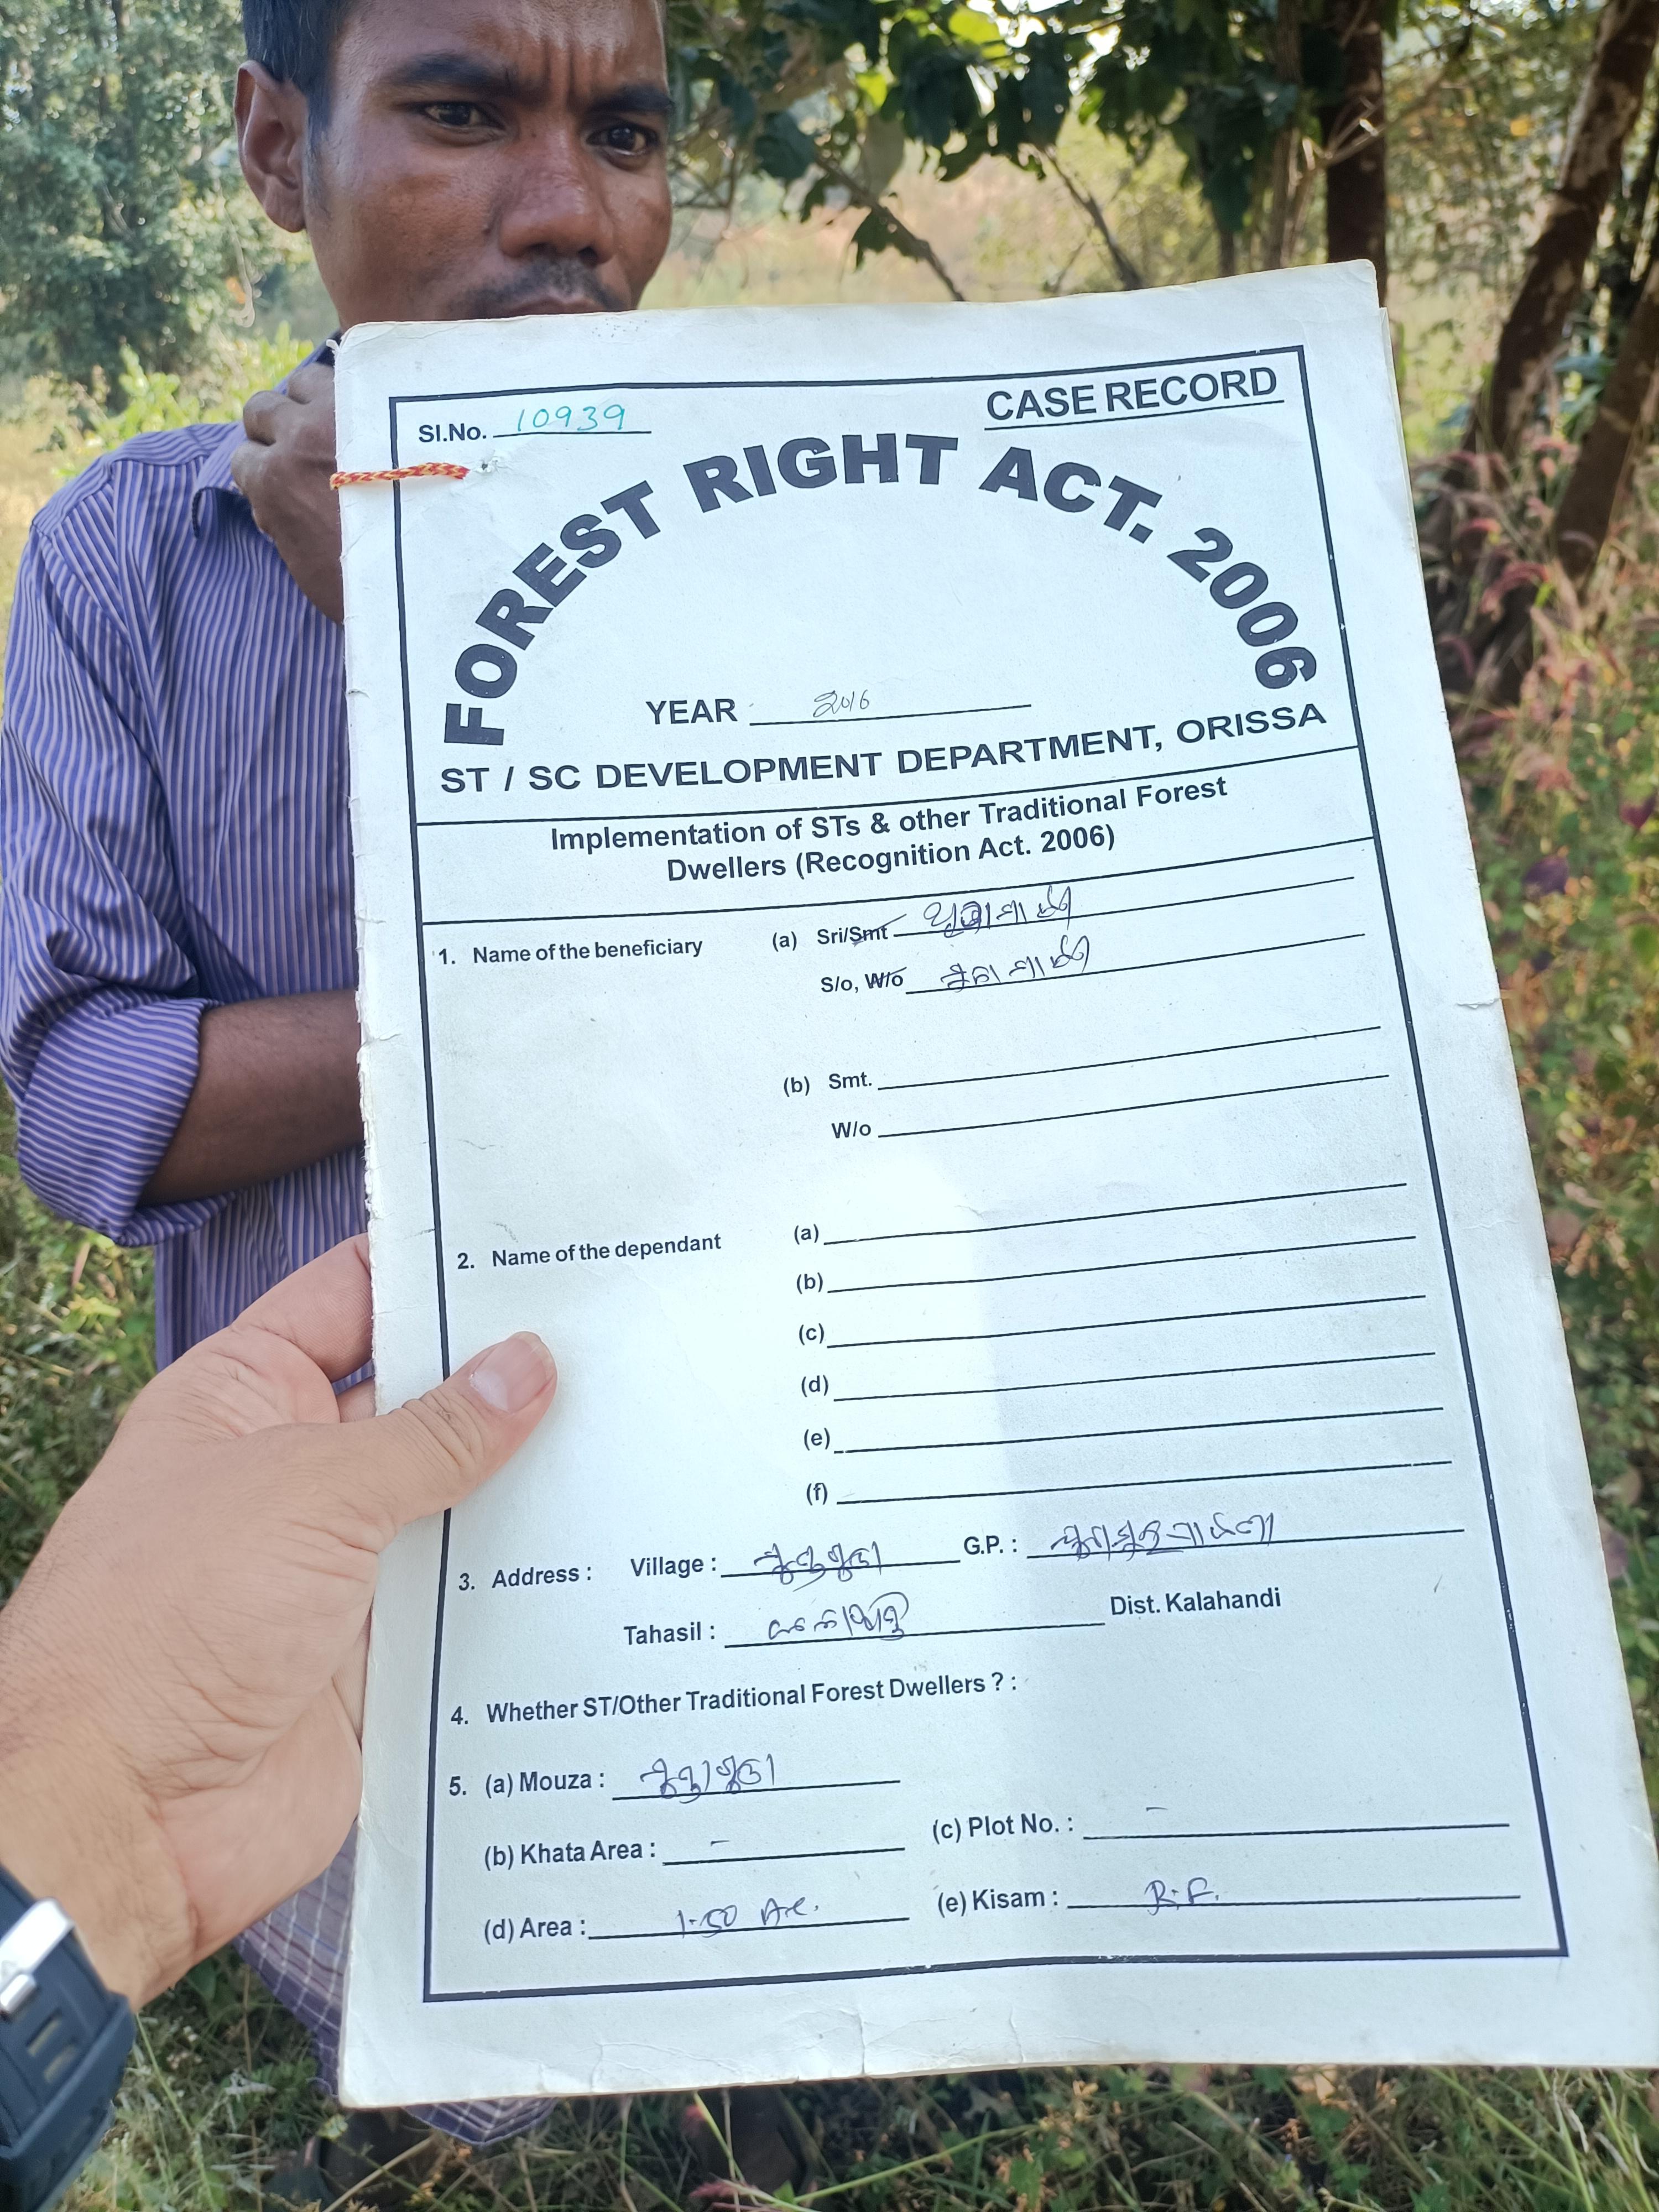 Sl.No. 10939
CASE RECORD
FOREST RIGHT ACT. 2006
YEAR 2016
ST / SC DEVELOPMENT DEPARTMENT, ORISSA
Implementation of STs & other Traditional Forest
Dwellers (Recognition Act. 2006)
1. Name of the beneficiary (a) Sri/Smt
S/o, W/o
(b) Smt.
W/o
2. Name of the dependant (a)
(b)
(c)
(d)
(e)
(f)
3. Address : Village : G.P. :
Tahasil : Dist. Kalahandi
4. Whether ST/Other Traditional Forest Dwellers ? :
5. (a) Mouza :
(b) Khata Area : – (c) Plot No. : –
(d) Area : 1.50 Ac. (e) Kisam : R.F.